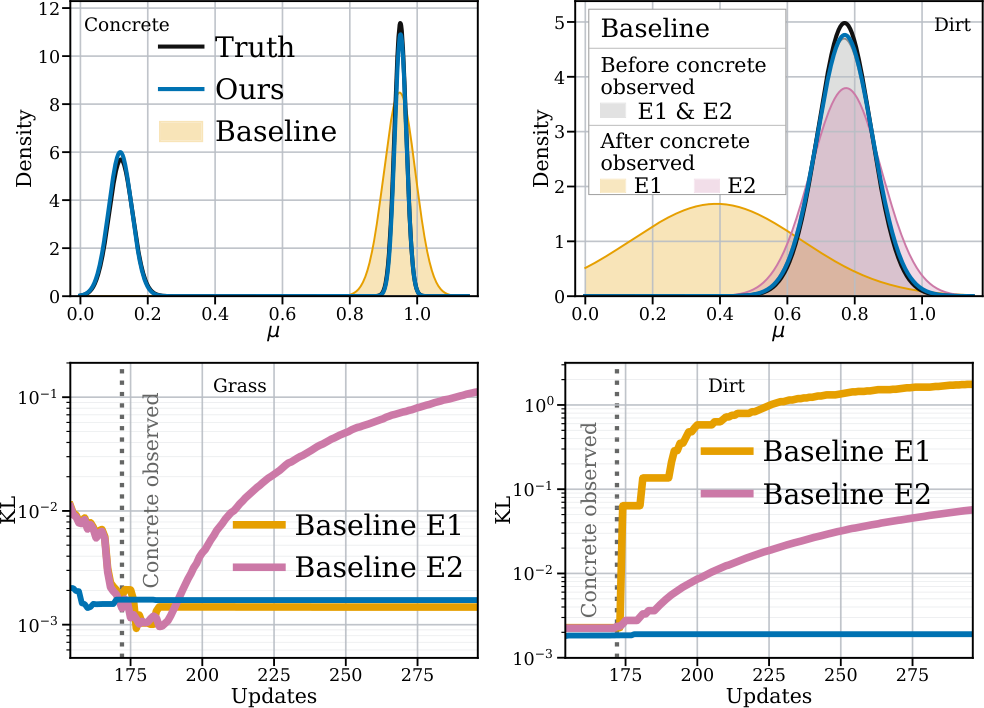 Concrete
Truth
Ours
Baseline
Density
12
10
8
6
4
2
0
0.0 0.2 0.4 0.6 0.8 1.0
μ
Dirt
Baseline
Before concrete
observed
E1 & E2
After concrete
observed
E1 E2
Density
5
4
3
2
1
0
0.0 0.2 0.4 0.6 0.8 1.0
μ
Grass
Concrete observed
Baseline E1
Baseline E2
KL
10⁻¹
10⁻²
10⁻³
175 200 225 250 275
Updates
Dirt
Concrete observed
Baseline E1
Baseline E2
KL
10⁰
10⁻¹
10⁻²
10⁻³
175 200 225 250 275
Updates